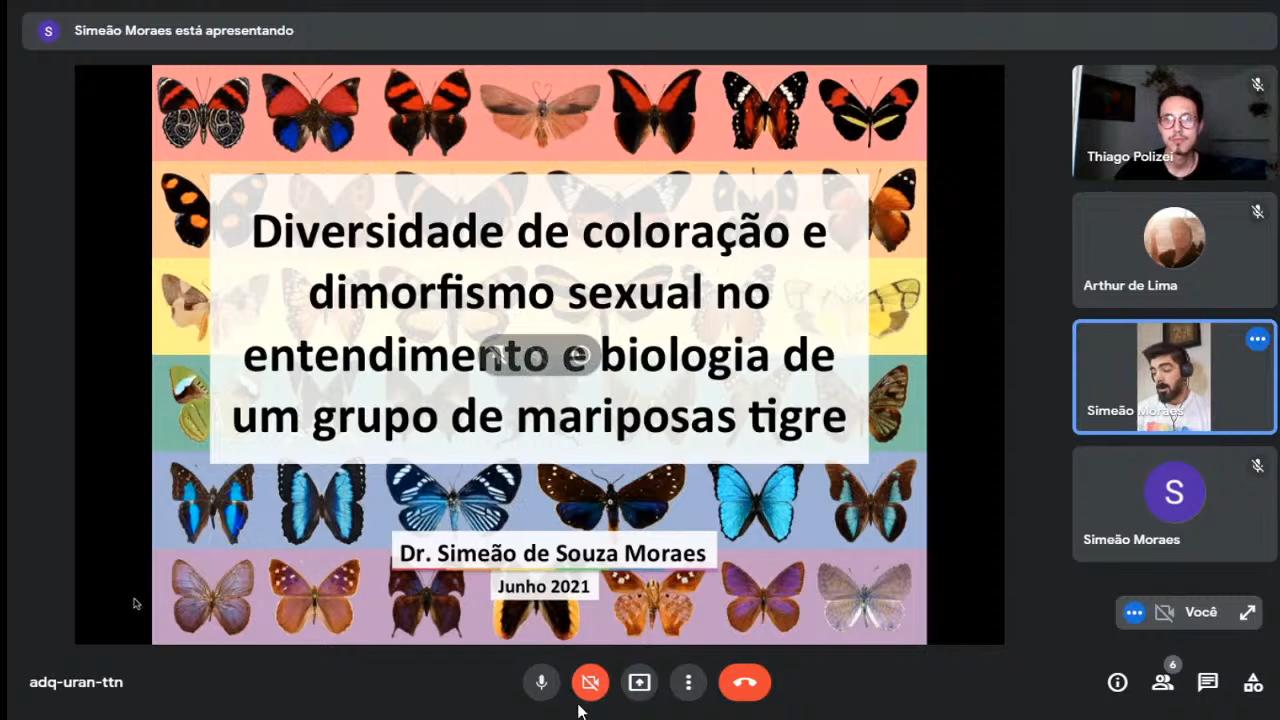 S
Simeão Moraes está apresentando
Diversidade de coloração e
dimorfismo sexual no
entendimento e biologia de
um grupo de mariposas tigre
Dr. Simeão de Souza Moraes
Junho 2021
Thiago Polizei
Arthur de Lima
Simeão Moraes
S
Simeão Moraes
Você
adq-uran-ttn
6